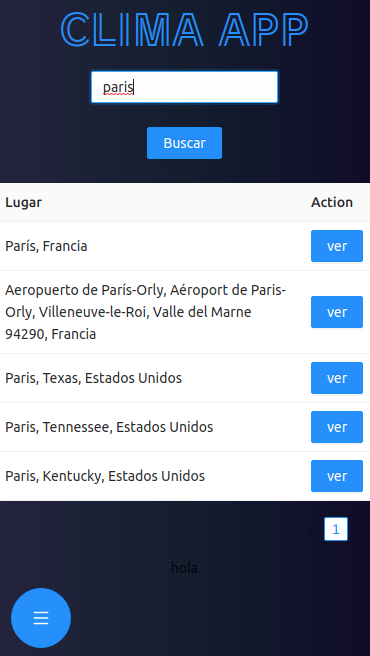 CLIMA APP
paris
Buscar
Lugar Action
París, Francia ver
Aeropuerto de París-Orly, Aéroport de Paris-
Orly, Villeneuve-le-Roi, Valle del Marne
94290, Francia
ver
Paris, Texas, Estados Unidos ver
Paris, Tennessee, Estados Unidos ver
Paris, Kentucky, Estados Unidos ver
1
hola